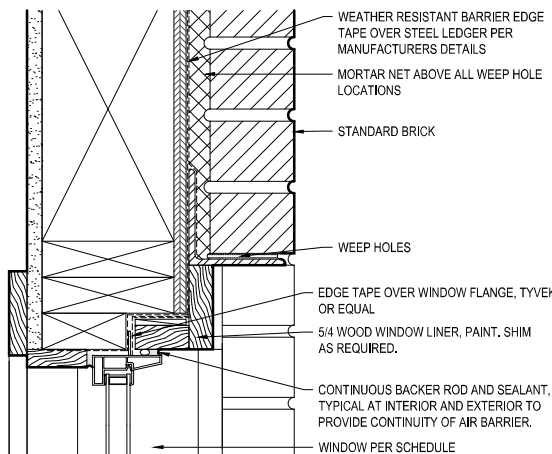 WEATHER RESISTANT BARRIER EDGE
TAPE OVER STEEL LEDGER PER
MANUFACTURERS DETAILS
MORTAR NET ABOVE ALL WEEP HOLE
LOCATIONS
STANDARD BRICK
WEEP HOLES
EDGE TAPE OVER WINDOW FLANGE, TYVEK
OR EQUAL
5/4 WOOD WINDOW LINER, PAINT. SHIM
AS REQUIRED.
CONTINUOUS BACKER ROD AND SEALANT,
TYPICAL AT INTERIOR AND EXTERIOR TO
PROVIDE CONTINUITY OF AIR BARRIER.
WINDOW PER SCHEDULE